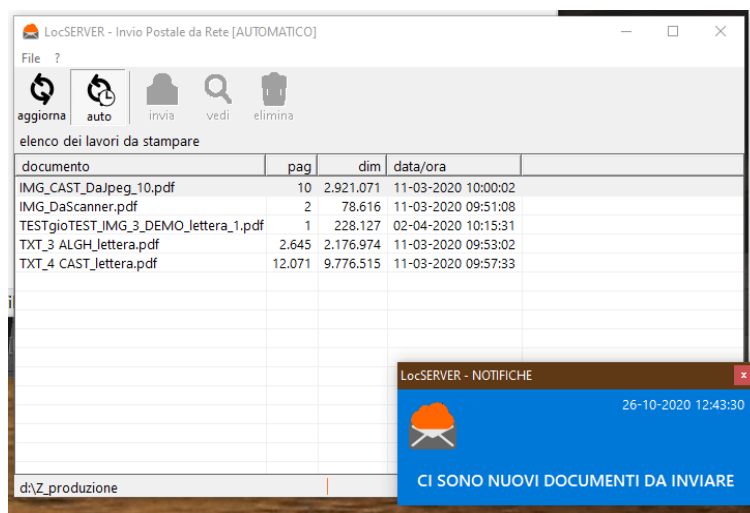 LocSERVER - Invio Postale da Rete [AUTOMATICO]
File ?
aggiorna auto invia vedi elimina
elenco dei lavori da stampare
documento pag dim data/ora
IMG_CAST_DaJpeg_10.pdf 10 2.921.071 11-03-2020 10:00:02
IMG_DaScanner.pdf 2 78.616 11-03-2020 09:51:08
TESTgioTEST_IMG_3_DEMO_lettera_1.pdf 1 228.127 02-04-2020 10:15:31
TXT_3 ALGH_lettera.pdf 2.645 2.176.974 11-03-2020 09:53:02
TXT_4 CAST_lettera.pdf 12.071 9.776.515 11-03-2020 09:57:33
LocSERVER - NOTIFICHE x
26-10-2020 12:43:30
CI SONO NUOVI DOCUMENTI DA INVIARE
d:\Z_produzione